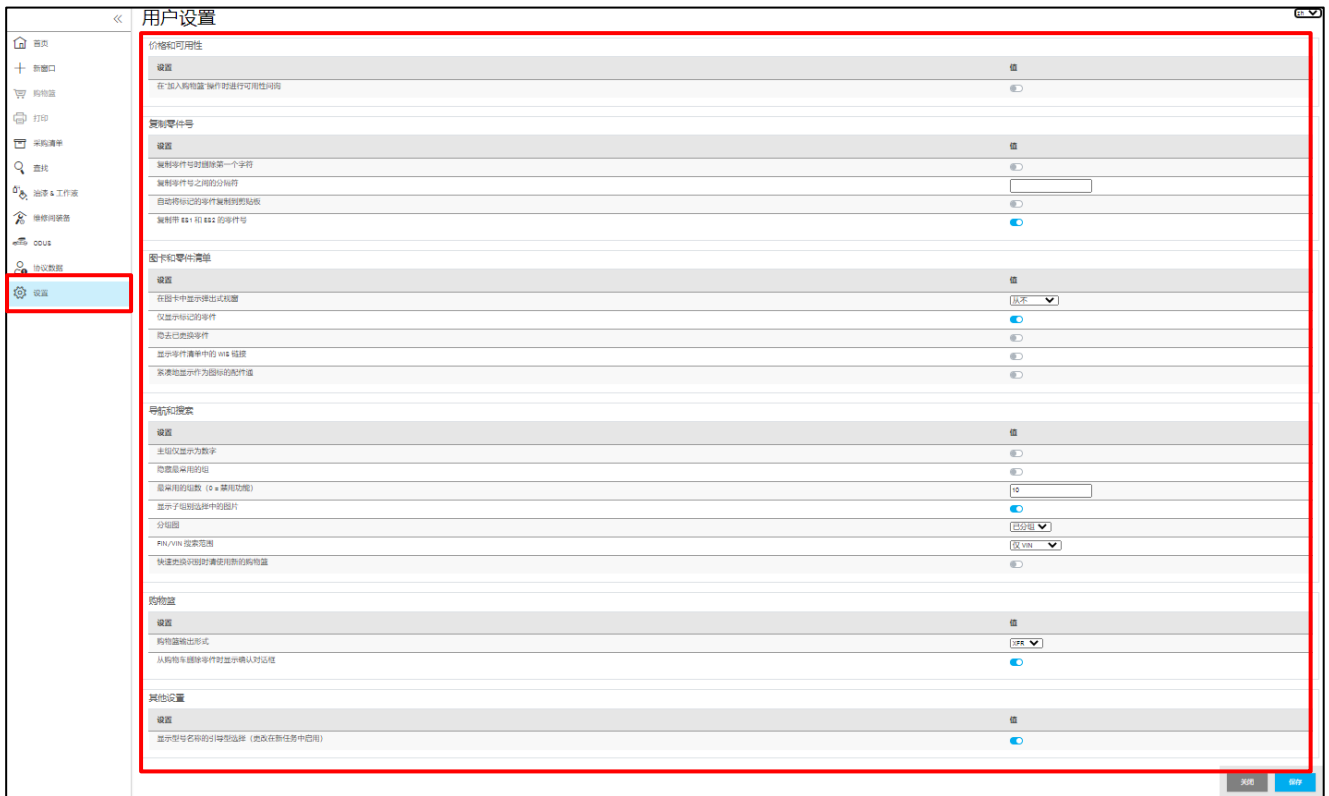 用户设置
zh
«
首页
新窗口
购物篮
打印
采购清单
查找
油漆 & 工作液
维修间装备
ODUS
协议数据
设置
价格和可用性
设置 值
在“加入购物篮”操作时进行可用性问询
复制零件号
设置 值
复制零件号时删除第一个字符
复制零件号之间的分隔符
自动将标记的零件复制到剪贴板
复制带 ES1 和 ES2 的零件号
图卡和零件清单
设置 值
在图卡中显示弹出式视窗 从不
仅显示标记的零件
隐去已更换零件
显示零件清单中的 WIS 链接
紧凑地显示作为图标的配件通
导航和搜索
设置 值
主组仅显示为数字
隐藏最常用的组
最常用的组数（0 = 禁用功能） 10
显示子组别选择中的图片
分组图 已分组
FIN/VIN 搜索范围 仅 VIN
快速更换识别时请使用新的购物篮
购物篮
设置 值
购物篮输出形式 XFR
从购物车删除零件时显示确认对话框
其他设置
设置 值
显示型号名称的引导型选择（更改在新任务中启用）
关闭 保存